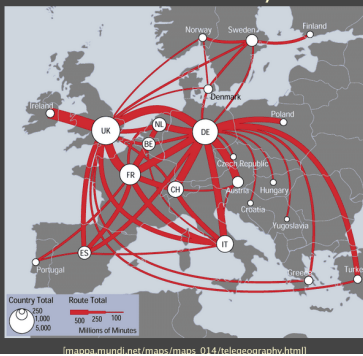 Norway
Sweden
Finland
Ireland
Denmark
UK
NL
DE
Poland
BE
FR
Czech Republic
CH
Austria
Hungary
Croatia
Yugoslavia
IT
ES
Portugal
Greece
Turke
Country Total
Route Total
250
1,000
5,000
500 250 100
Millions of Minutes
[mappa.mundi.net/maps/maps_014/telegeography.html]